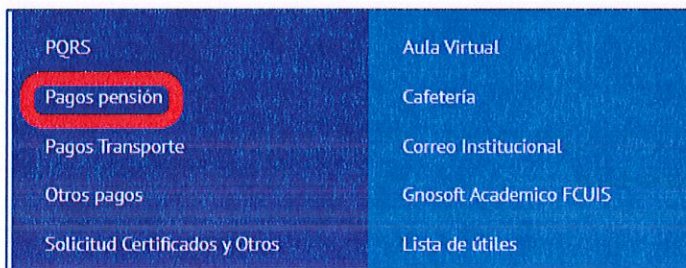 PQRS
Pagos pensión
Pagos Transporte
Otros pagos
Solicitud Certificados y Otros
Aula Virtual
Cafetería
Correo Institucional
Gnosoft Academico FCUIS
Lista de útiles